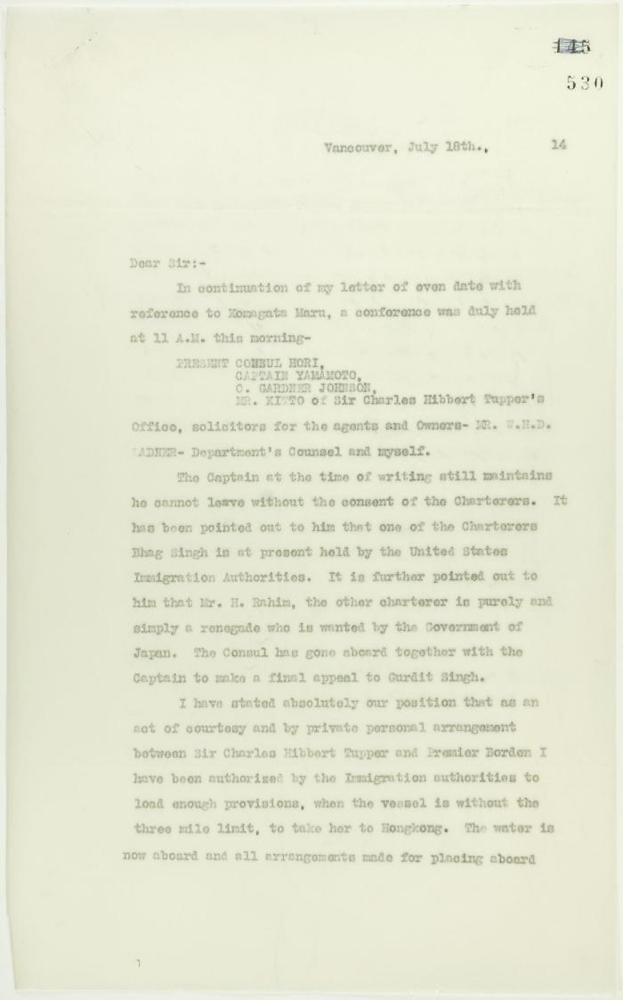 145
530
Vancouver, July 18th., 14
Dear Sir:-
In continuation of my letter of even date with
reference to Komagata Maru, a conference was duly held
at 11 A.M. this morning-
PRESENT CONSUL HORI,
CAPTAIN YAMAMOTO,
C. GARDNER JOHNSON,
MR. KITTO of Sir Charles Hibbert Tupper's
Office, solicitors for the agents and Owners- MR. W.H.D.
LADNER- Department's Counsel and myself.
The Captain at the time of writing still maintains
he cannot leave without the consent of the Charterers. It
has been pointed out to him that one of the Charterers
Bhag Singh is at present held by the United States
Immigration Authorities. It is further pointed out to
him that Mr. H. Rahim, the other charterer is purely and
simply a renegade who is wanted by the Government of
Japan. The Consul has gone aboard together with the
Captain to make a final appeal to Gurdit Singh.
I have stated absolutely our position that as an
act of courtesy and by private personal arrangement
between Sir Charles Hibbert Tupper and Premier Borden I
have been authorized by the Immigration authorities to
load enough provisions, when the vessel is without the
three mile limit, to take her to Hongkong. The water is
now aboard and all arrangements made for placing aboard